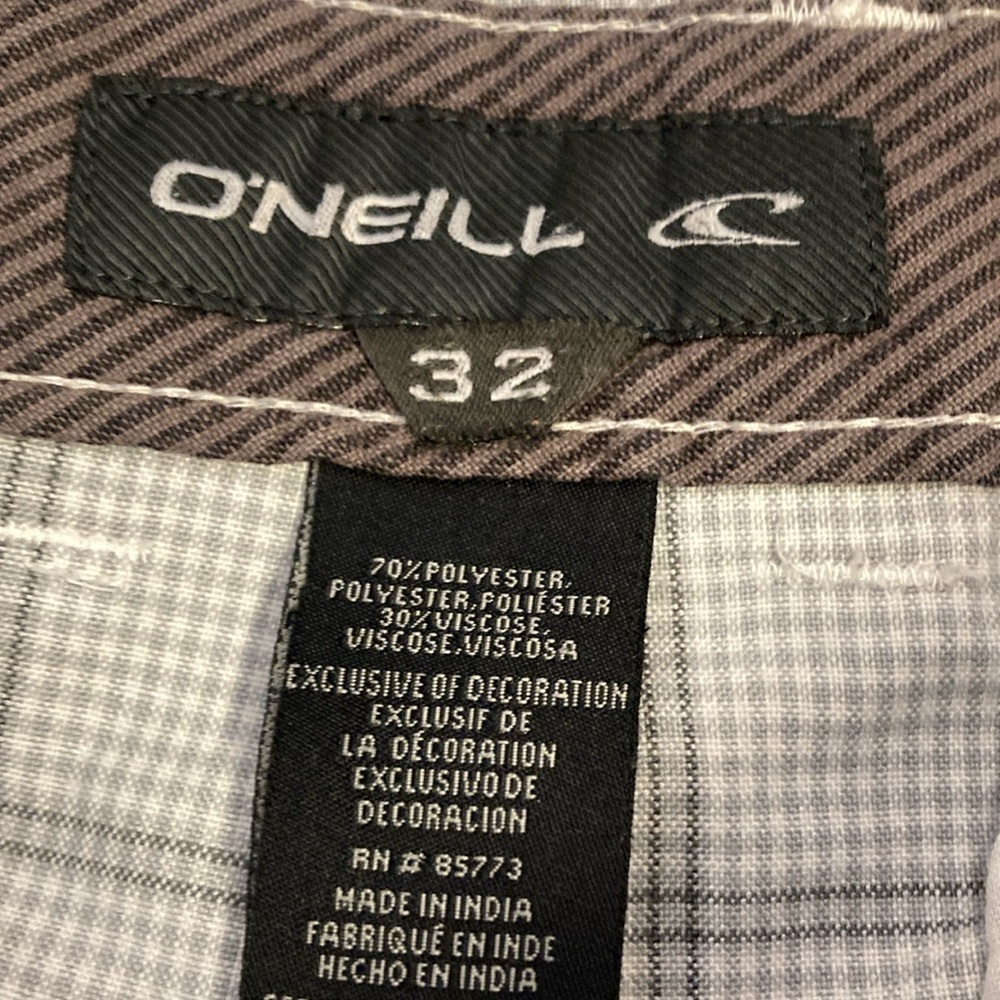 O'NEILL
32
70% POLYESTER,
POLYESTER, POLIÉSTER
30% VISCOSE,
VISCOSE, VISCOSA
EXCLUSIVE OF DECORATION
EXCLUSIF DE
LA DÉCORATION
EXCLUSIVO DE
DECORACION
RN # 85773
MADE IN INDIA
FABRIQUÉ EN INDE
HECHO EN INDIA